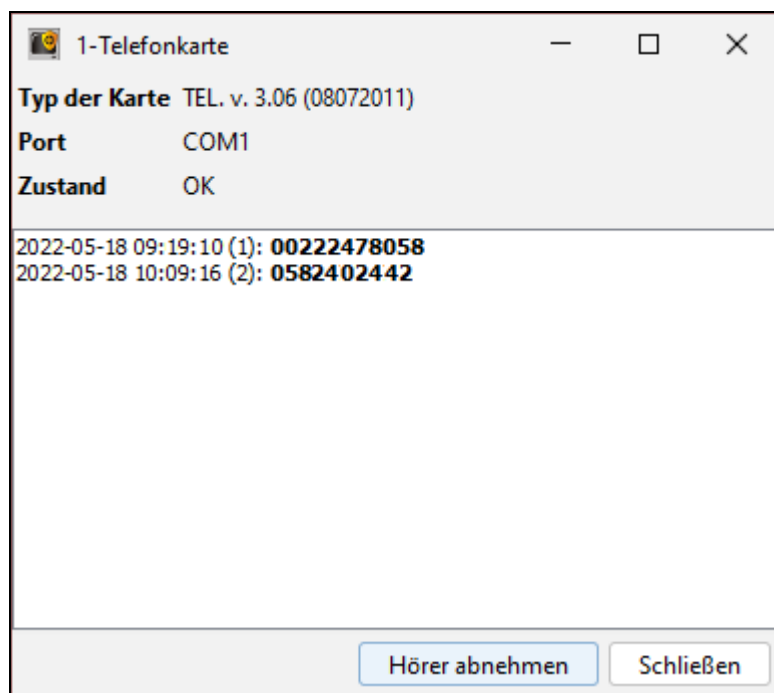 1-Telefonkarte
Typ der Karte TEL. v. 3.06 (08072011)
Port COM1
Zustand OK
2022-05-18 09:19:10 (1): 00222478058
2022-05-18 10:09:16 (2): 0582402442
Hörer abnehmen Schließen